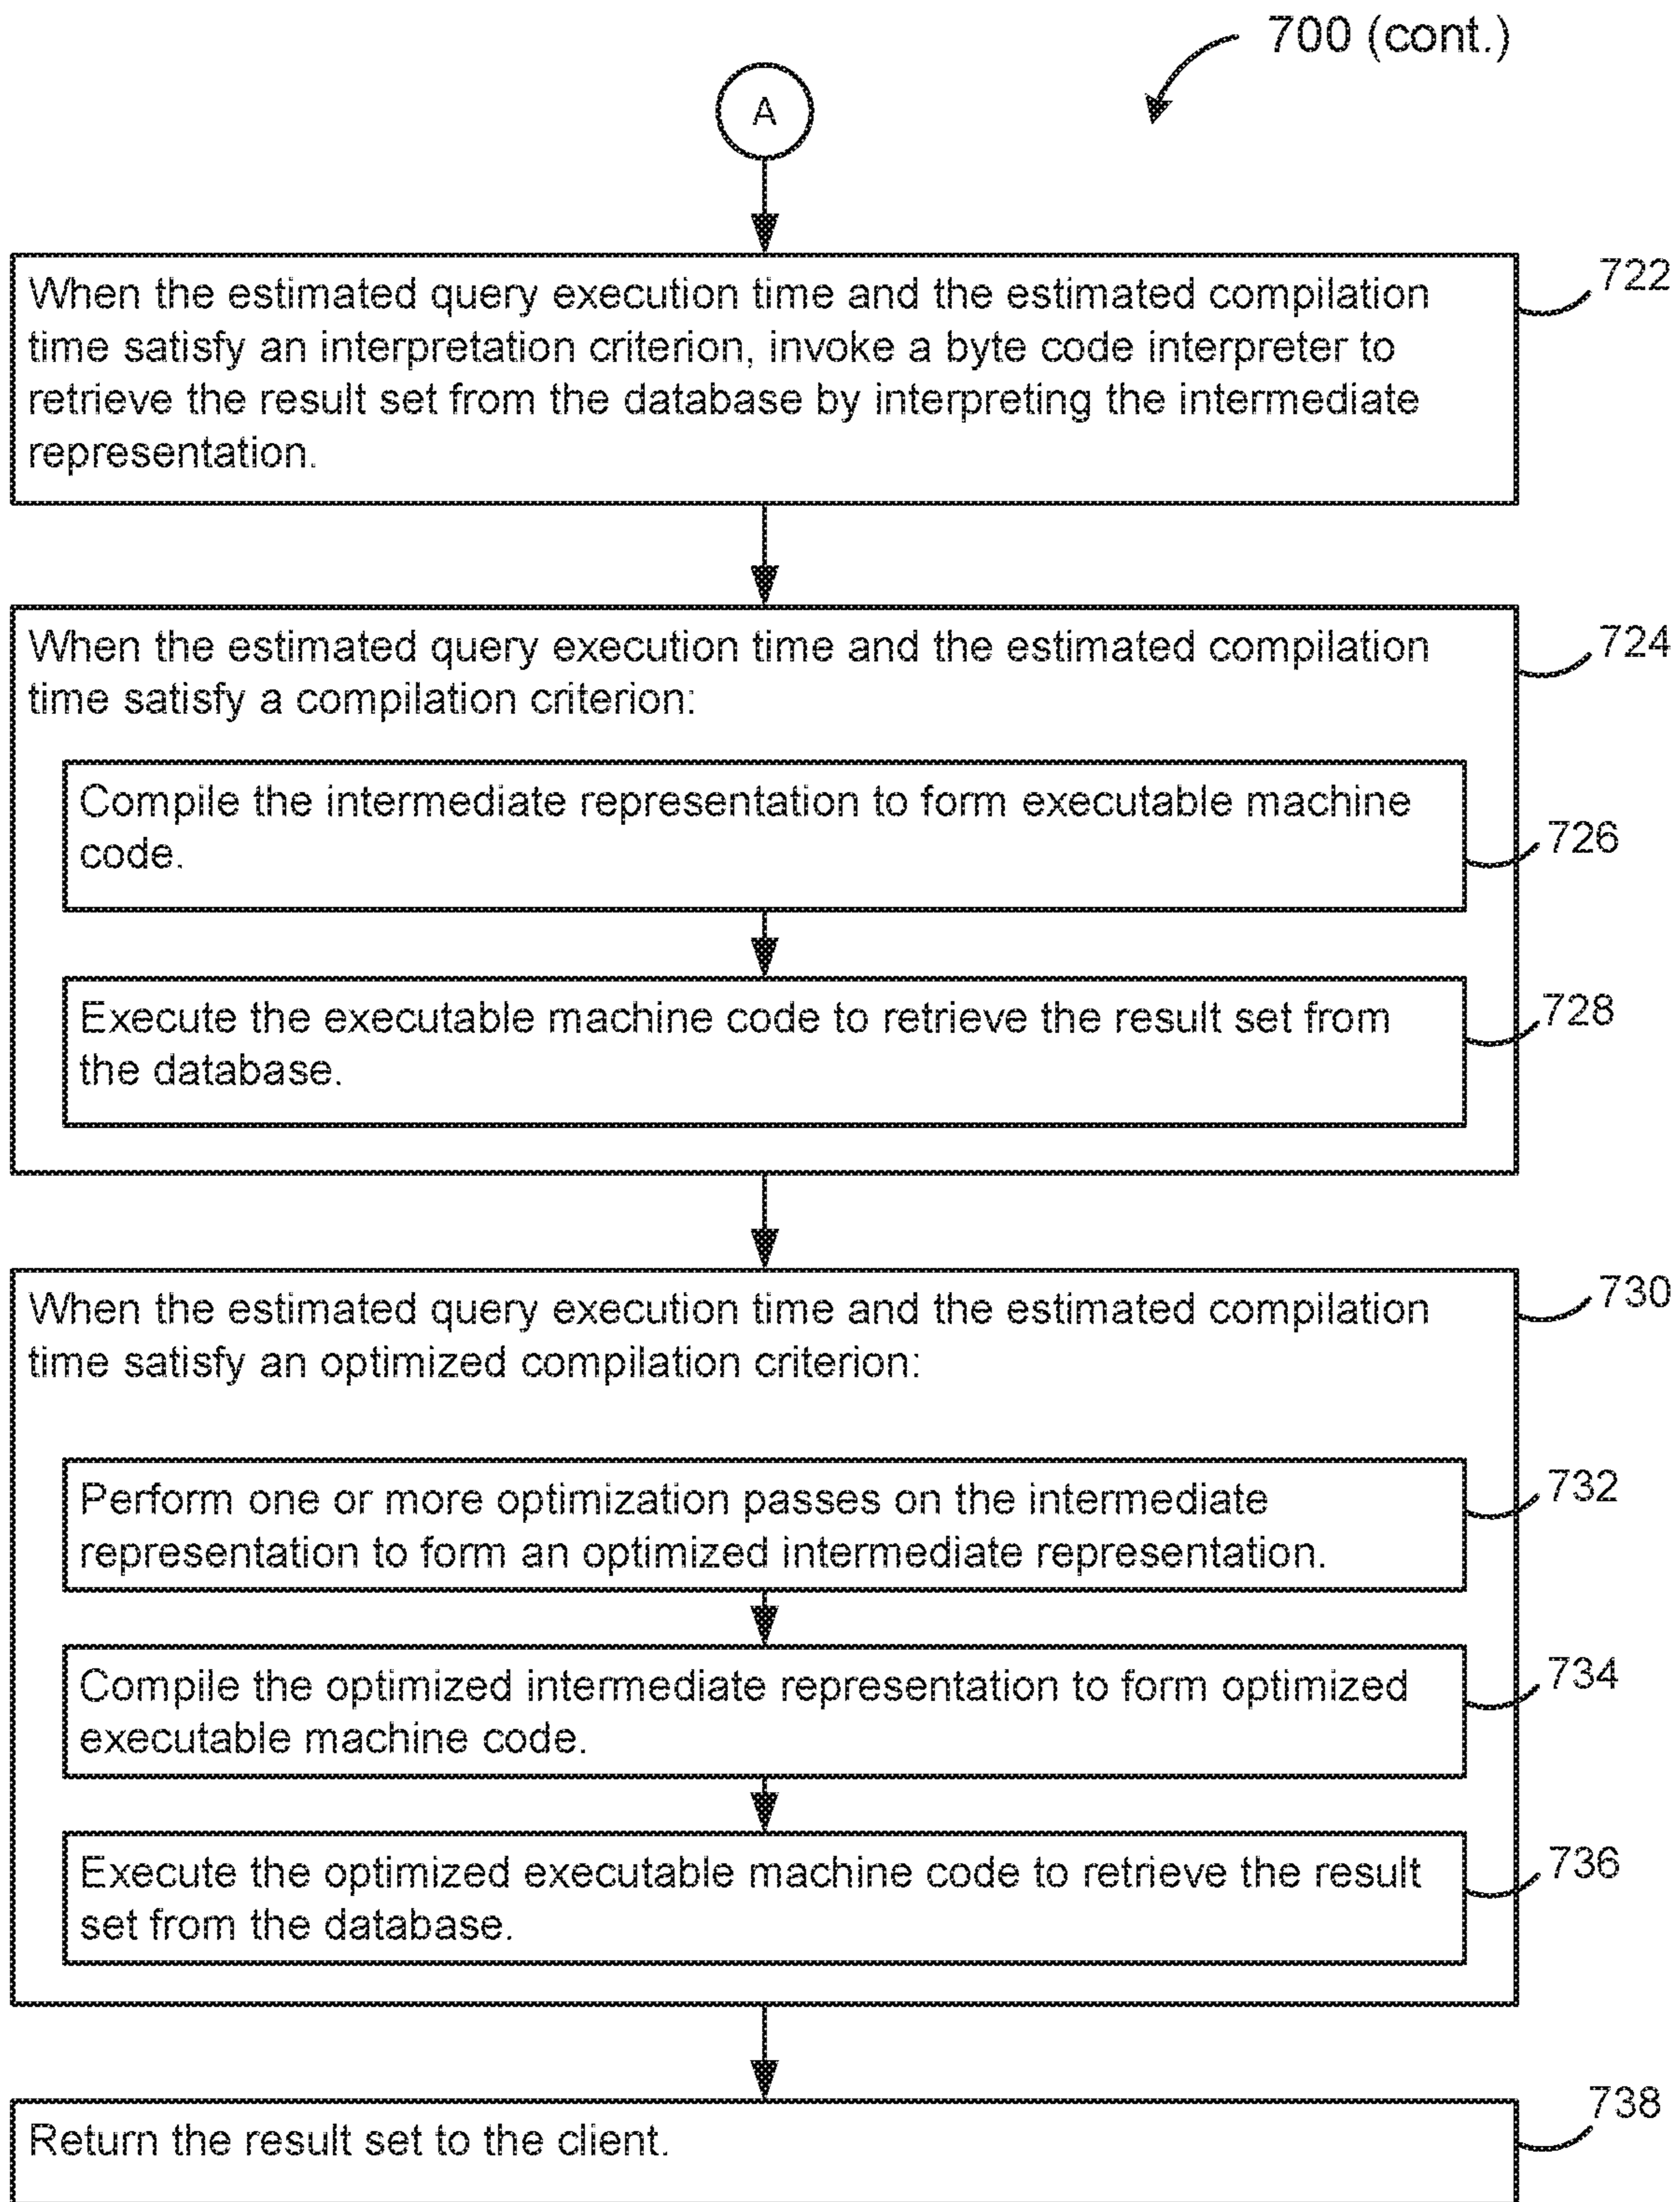 700 (cont.)
A
When the estimated query execution time and the estimated compilation
time satisfy an interpretation criterion, invoke a byte code interpreter to
retrieve the result set from the database by interpreting the intermediate
representation.
722
When the estimated query execution time and the estimated compilation
time satisfy a compilation criterion:
724
Compile the intermediate representation to form executable machine
code.
726
Execute the executable machine code to retrieve the result set from
the database.
728
When the estimated query execution time and the estimated compilation
time satisfy an optimized compilation criterion:
730
Perform one or more optimization passes on the intermediate
representation to form an optimized intermediate representation.
732
Compile the optimized intermediate representation to form optimized
executable machine code.
734
Execute the optimized executable machine code to retrieve the result
set from the database.
736
Return the result set to the client.
738